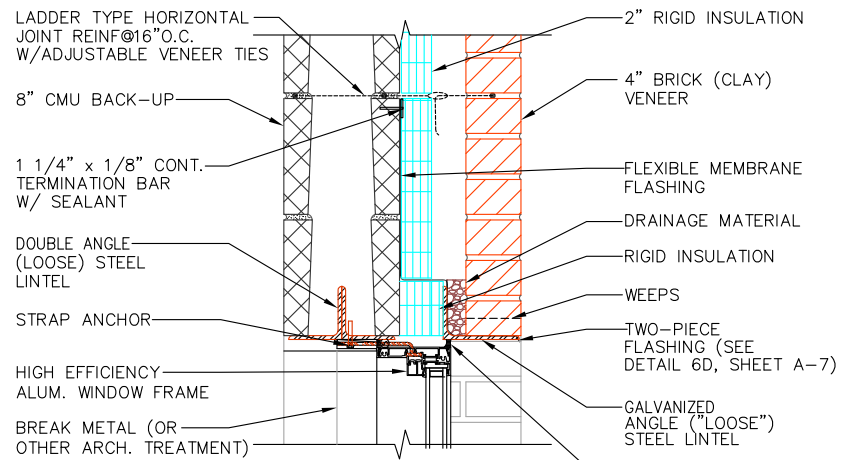 LADDER TYPE HORIZONTAL
JOINT REINF@16"O.C.
W/ADJUSTABLE VENEER TIES
8" CMU BACK-UP
1 1/4" x 1/8" CONT.
TERMINATION BAR
W/ SEALANT
DOUBLE ANGLE
(LOOSE) STEEL
LINTEL
STRAP ANCHOR
HIGH EFFICIENCY
ALUM. WINDOW FRAME
BREAK METAL (OR
OTHER ARCH. TREATMENT)
2" RIGID INSULATION
4" BRICK (CLAY)
VENEER
FLEXIBLE MEMBRANE
FLASHING
DRAINAGE MATERIAL
RIGID INSULATION
WEEPS
TWO-PIECE
FLASHING (SEE
DETAIL 6D, SHEET A-7)
GALVANIZED
ANGLE ("LOOSE")
STEEL LINTEL